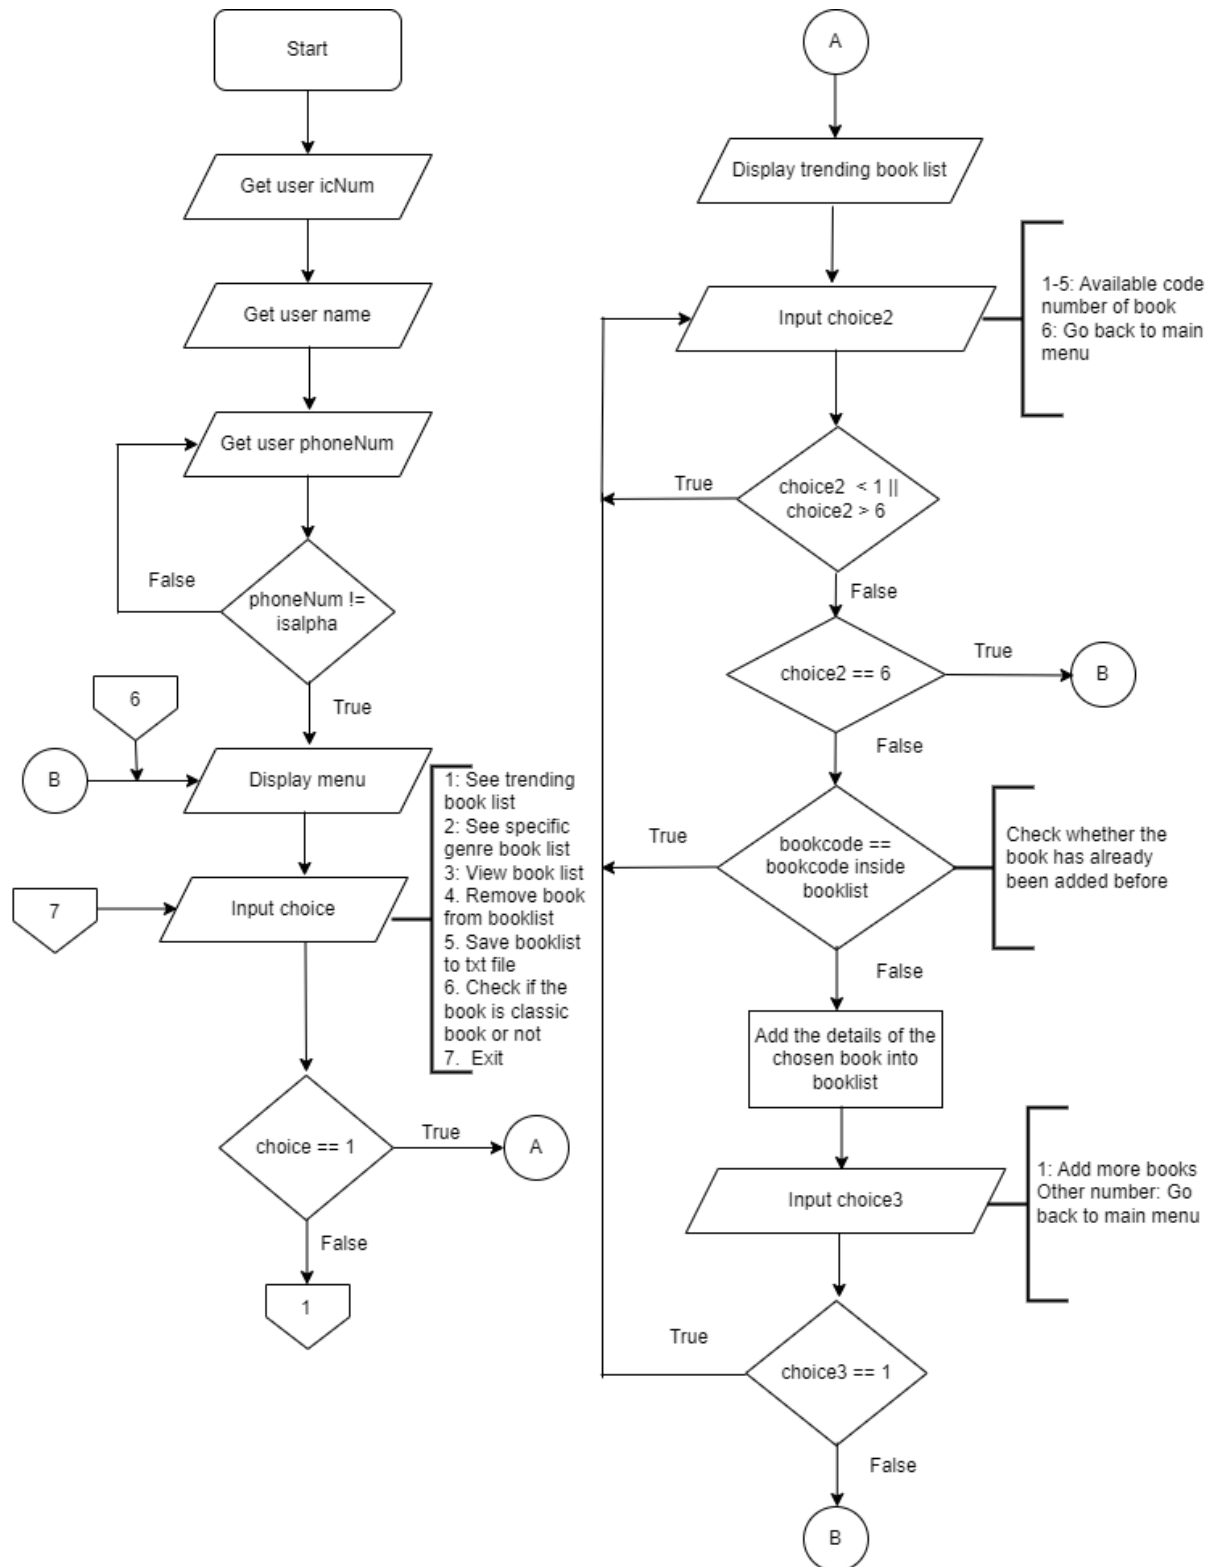 Start
Get user icNum
Get user name
Get user phoneNum
False
phoneNum !=
isalpha
True
6
B
Display menu
1: See trending
book list
2: See specific
genre book list
3: View book list
4. Remove book
from booklist
5. Save booklist
to txt file
6. Check if the
book is classic
book or not
7.  Exit
7
Input choice
choice == 1
True
A
False
1
A
Display trending book list
Input choice2
1-5: Available code
number of book
6: Go back to main
menu
True
choice2  < 1 ||
choice2 > 6
False
choice2 == 6
True
B
False
True
bookcode ==
bookcode inside
booklist
Check whether the
book has already
been added before
False
Add the details of the
chosen book into
booklist
Input choice3
1: Add more books
Other number: Go
back to main menu
True
choice3 == 1
False
B